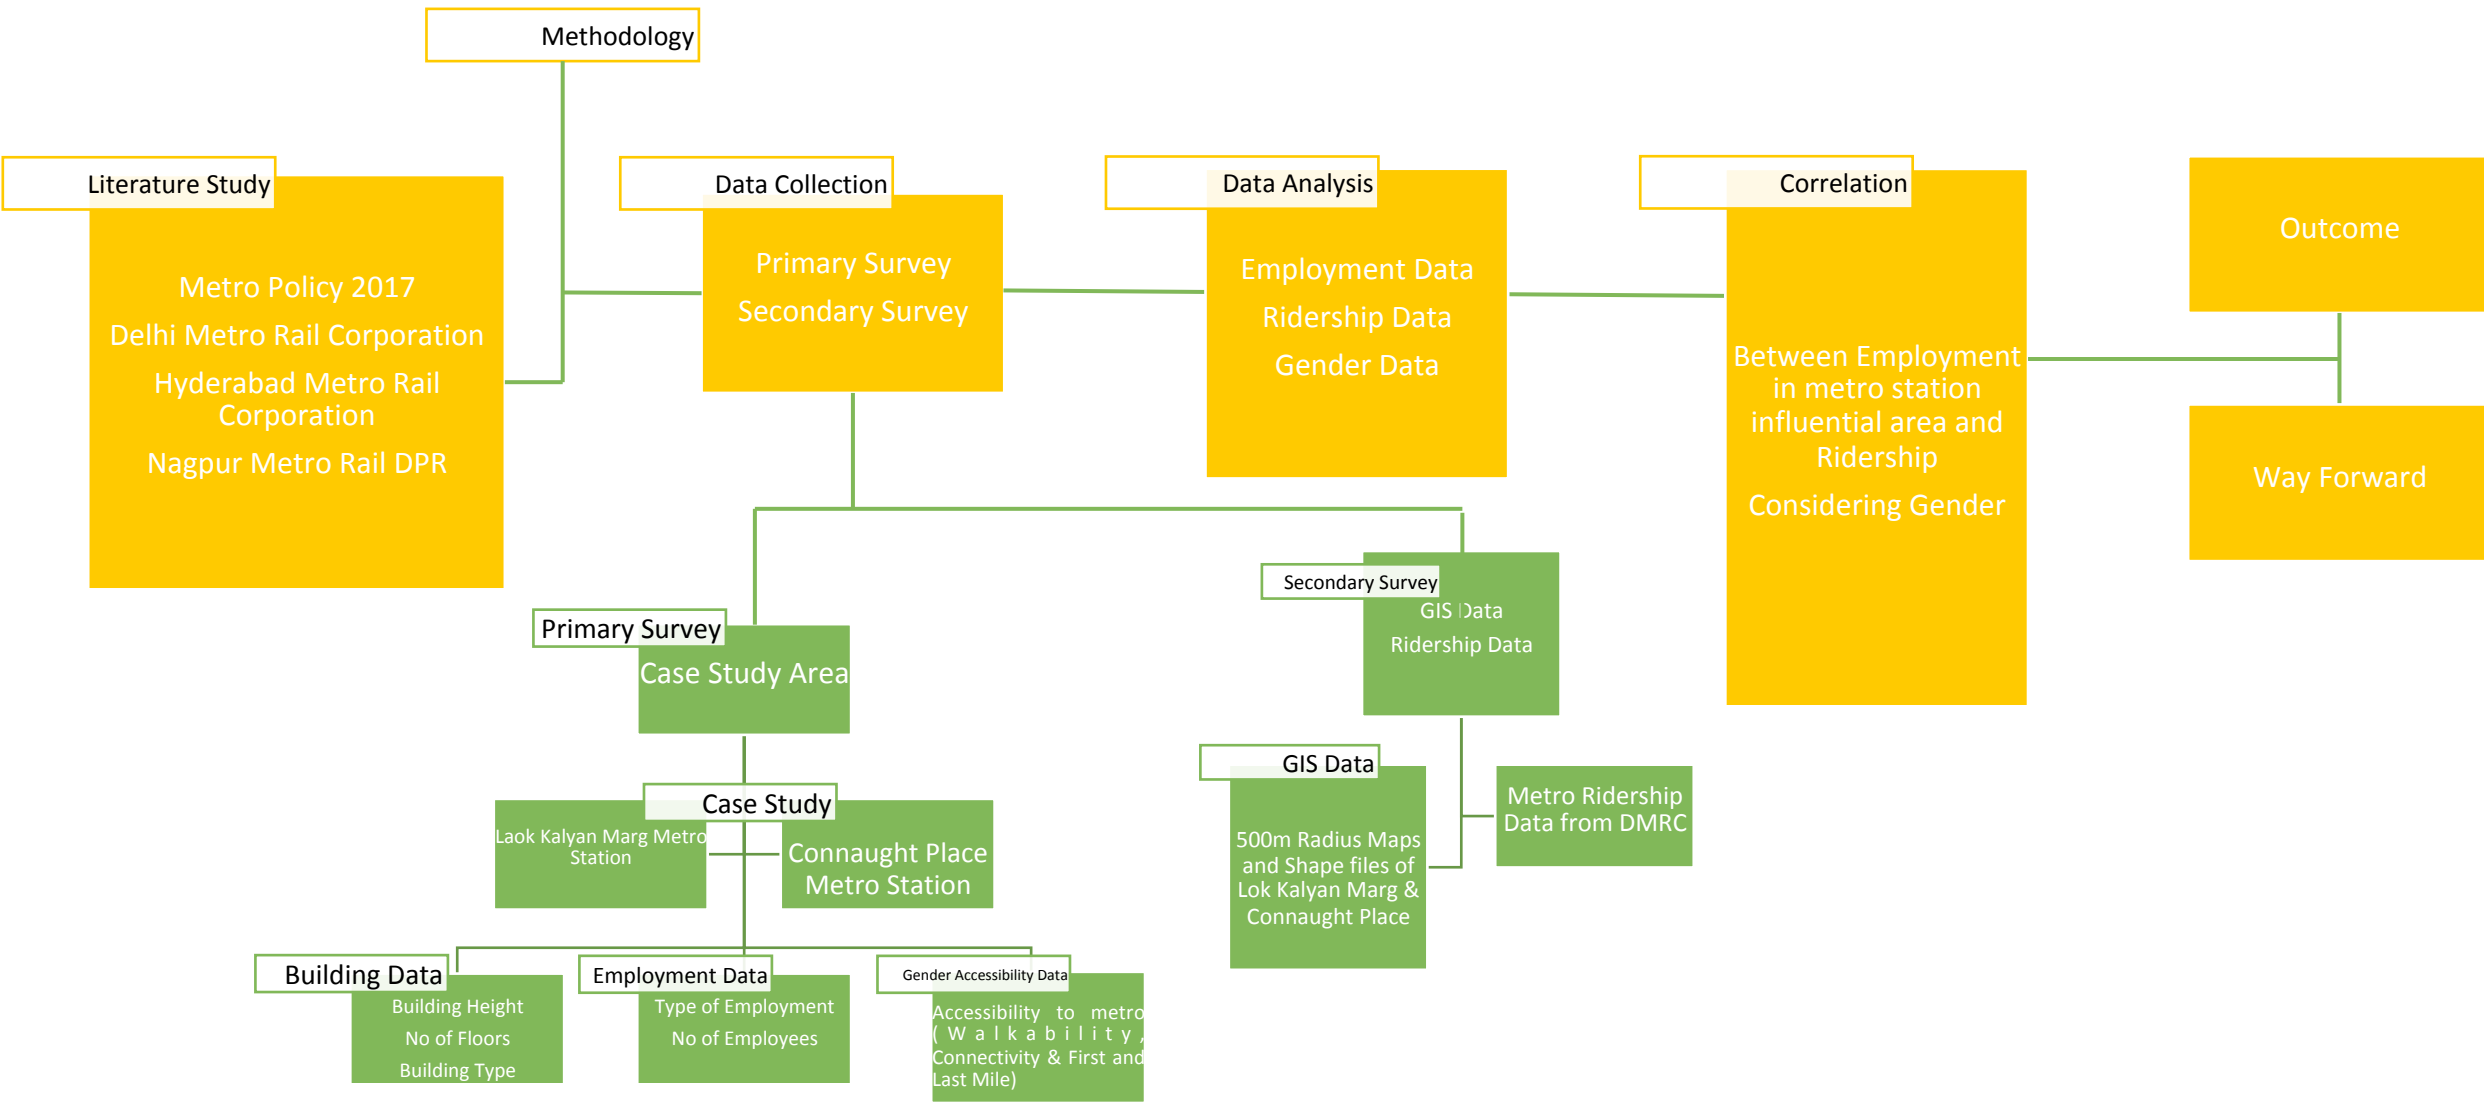 Methodology
Literature Study
Metro Policy 2017
Delhi Metro Rail Corporation
Hyderabad Metro Rail
Corporation
Nagpur Metro Rail DPR
Data Collection
Primary Survey
Secondary Survey
Data Analysis
Employment Data
Ridership Data
Gender Data
Correlation
Between Employment
in metro station
influential area and
Ridership
Considering Gender
Outcome
Way Forward
Primary Survey
Case Study Area
Case Study
Laok Kalyan Marg Metro
Station
Connaught Place
Metro Station
Building Data
Building Height
No of Floors
Building Type
Employment Data
Type of Employment
No of Employees
Gender Accessibility Data
Accessibility to metro
(Walkability,
Connectivity & First and
Last Mile)
Secondary Survey
GIS Data
Ridership Data
GIS Data
500m Radius Maps
and Shape files of
Lok Kalyan Marg &
Connaught Place
Metro Ridership
Data from DMRC